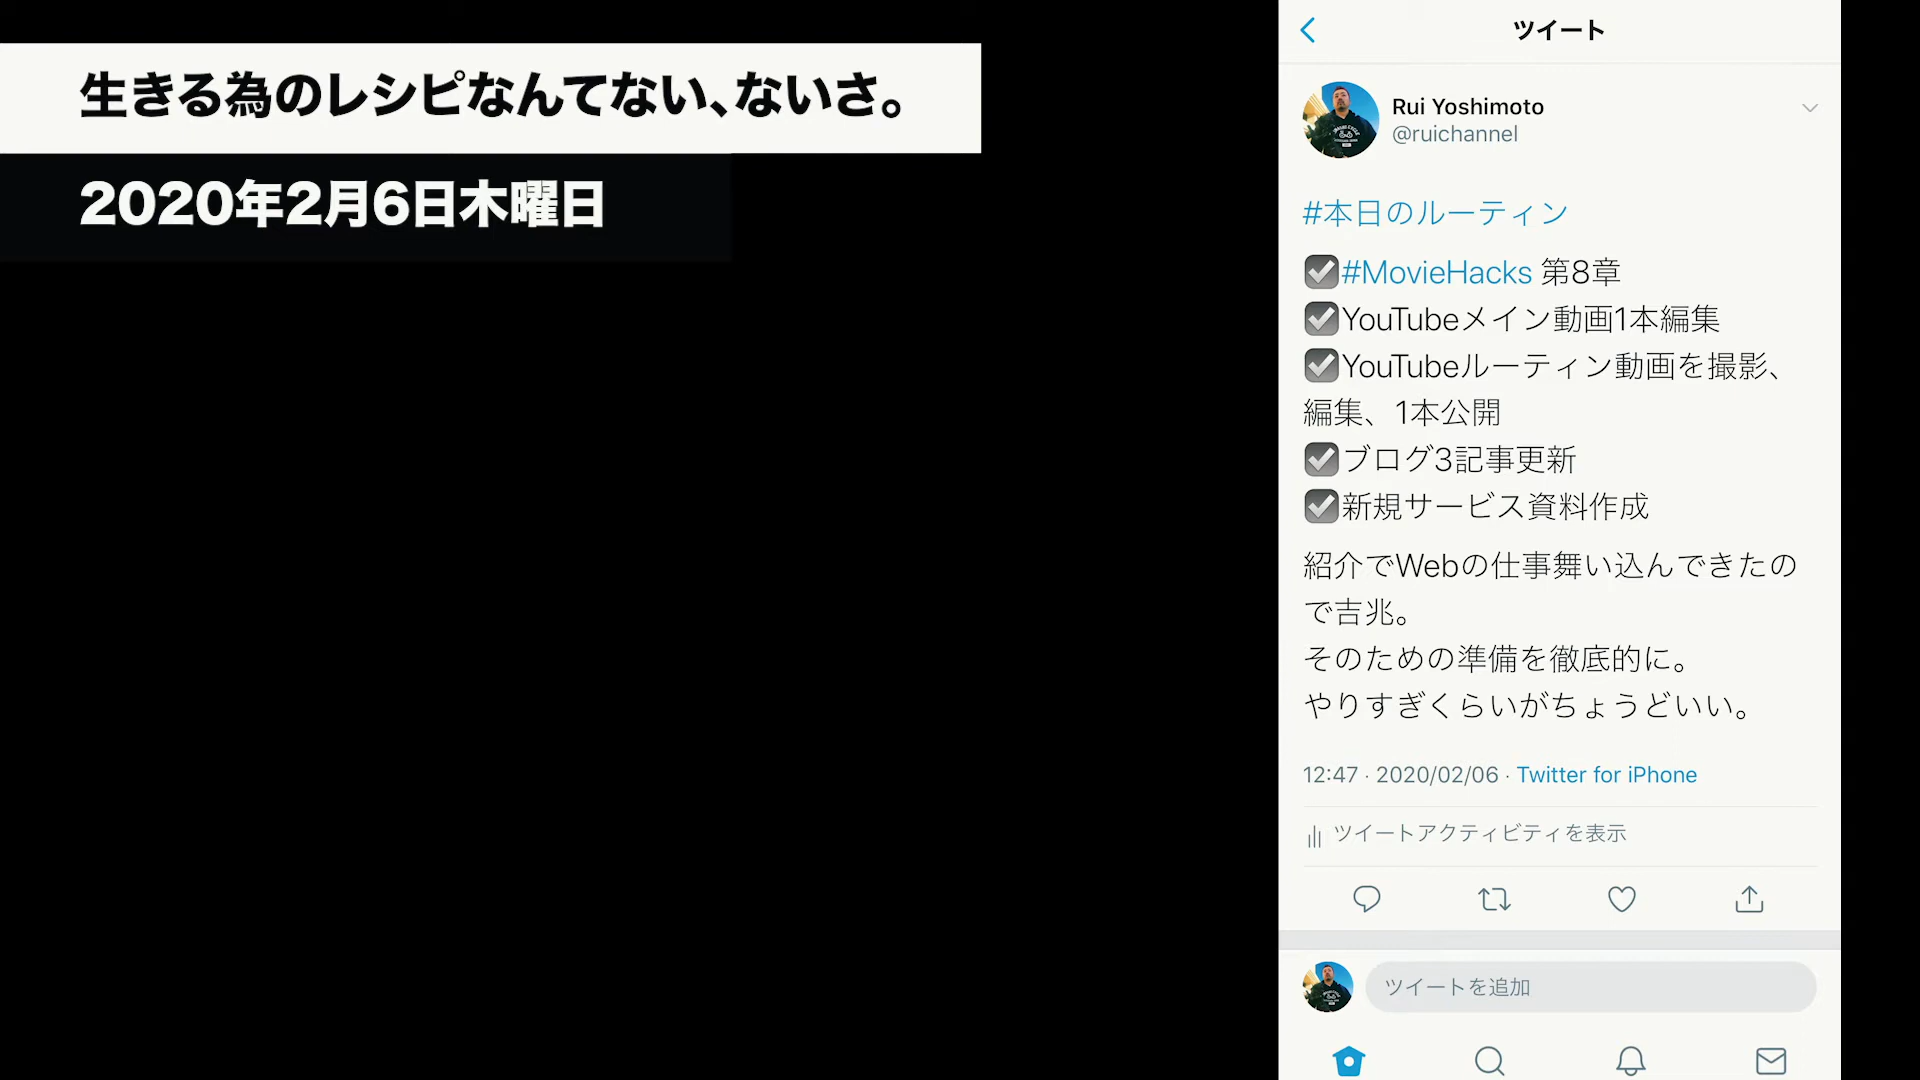 生きる為のレシピなんてない、ないさ。
2020年2月6日木曜日
ツイート
Rui Yoshimoto
@ruichannel
#本日のルーティン
☑#MovieHacks 第8章
☑YouTubeメイン動画1本編集
☑YouTubeルーティン動画を撮影、
編集、1本公開
☑ブログ3記事更新
☑新規サービス資料作成
紹介でWebの仕事舞い込んできたの
で吉兆。
そのための準備を徹底的に。
やりすぎくらいがちょうどいい。
12:47 · 2020/02/06 · Twitter for iPhone
ツイートアクティビティを表示
ツイートを追加